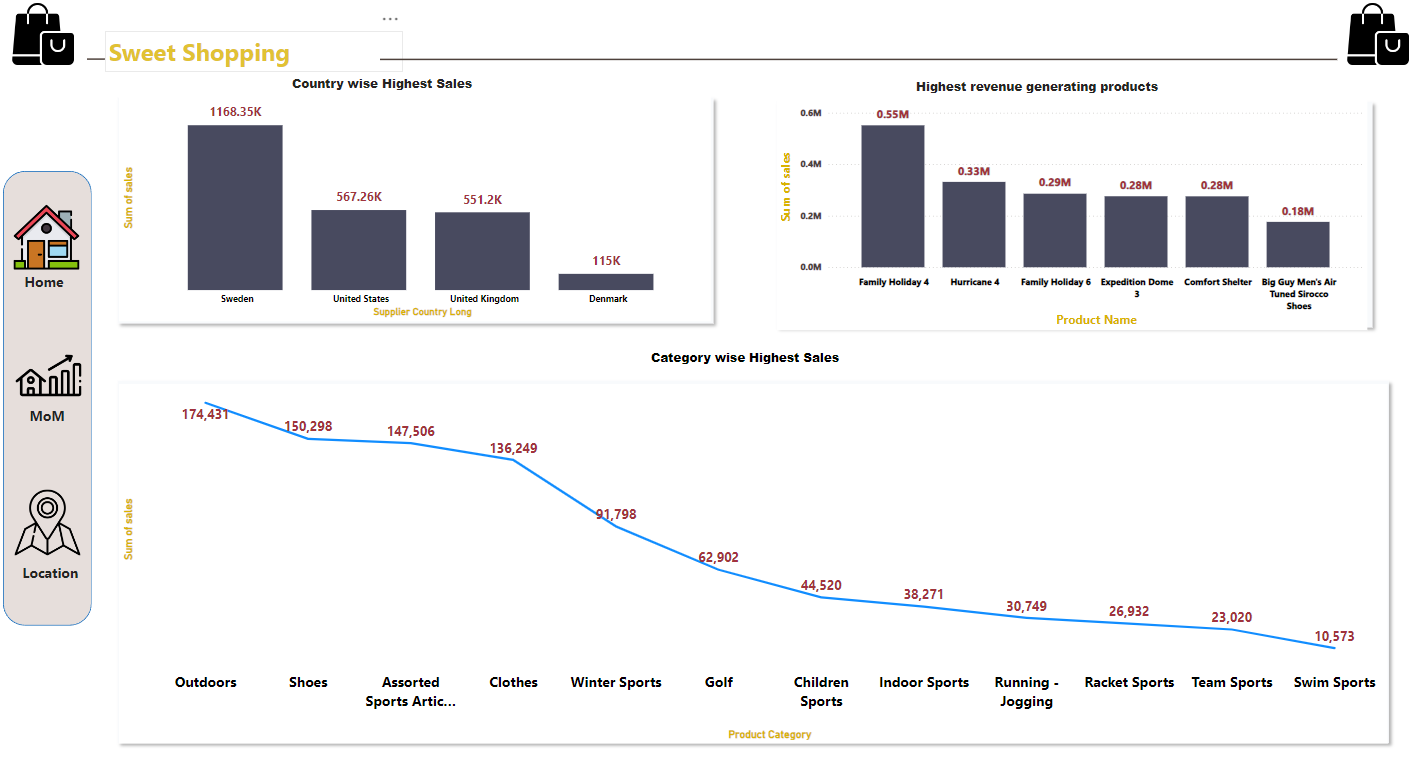 ...
Sweet Shopping
Country wise Highest Sales
Sum of sales
1168.35K
567.26K
551.2K
115K
Sweden
United States
United Kingdom
Denmark
Supplier Country Long
Highest revenue generating products
Sum of sales
0.6M
0.4M
0.2M
0.0M
0.55M
0.33M
0.29M
0.28M
0.28M
0.18M
Family Holiday 4
Hurricane 4
Family Holiday 6
Expedition Dome
3
Comfort Shelter
Big Guy Men's Air
Tuned Sirocco
Shoes
Product Name
Home
MoM
Location
Category wise Highest Sales
Sum of sales
174,431
150,298
147,506
136,249
91,798
62,902
44,520
38,271
30,749
26,932
23,020
10,573
Outdoors
Shoes
Assorted
Sports Artic...
Clothes
Winter Sports
Golf
Children
Sports
Indoor Sports
Running -
Jogging
Racket Sports
Team Sports
Swim Sports
Product Category